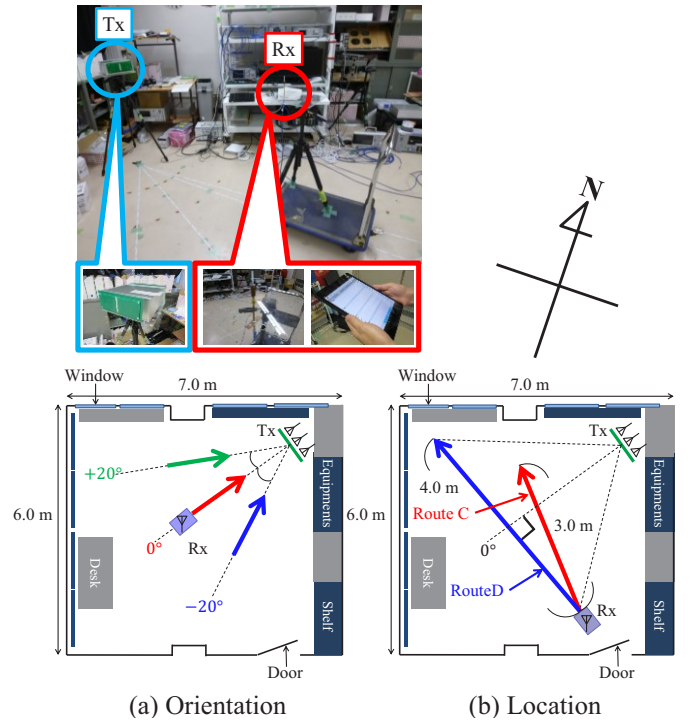 Tx
Rx
N
Window
7.0 m
Tx
+20°
6.0 m
0°
Rx
Desk
−20°
Equipments
Shelf
Door
(a) Orientation
7.0 m
Window
Tx
4.0 m
Route C
3.0 m
6.0 m
0°
RouteD
Rx
Equipments
Shelf
Door
(b) Location